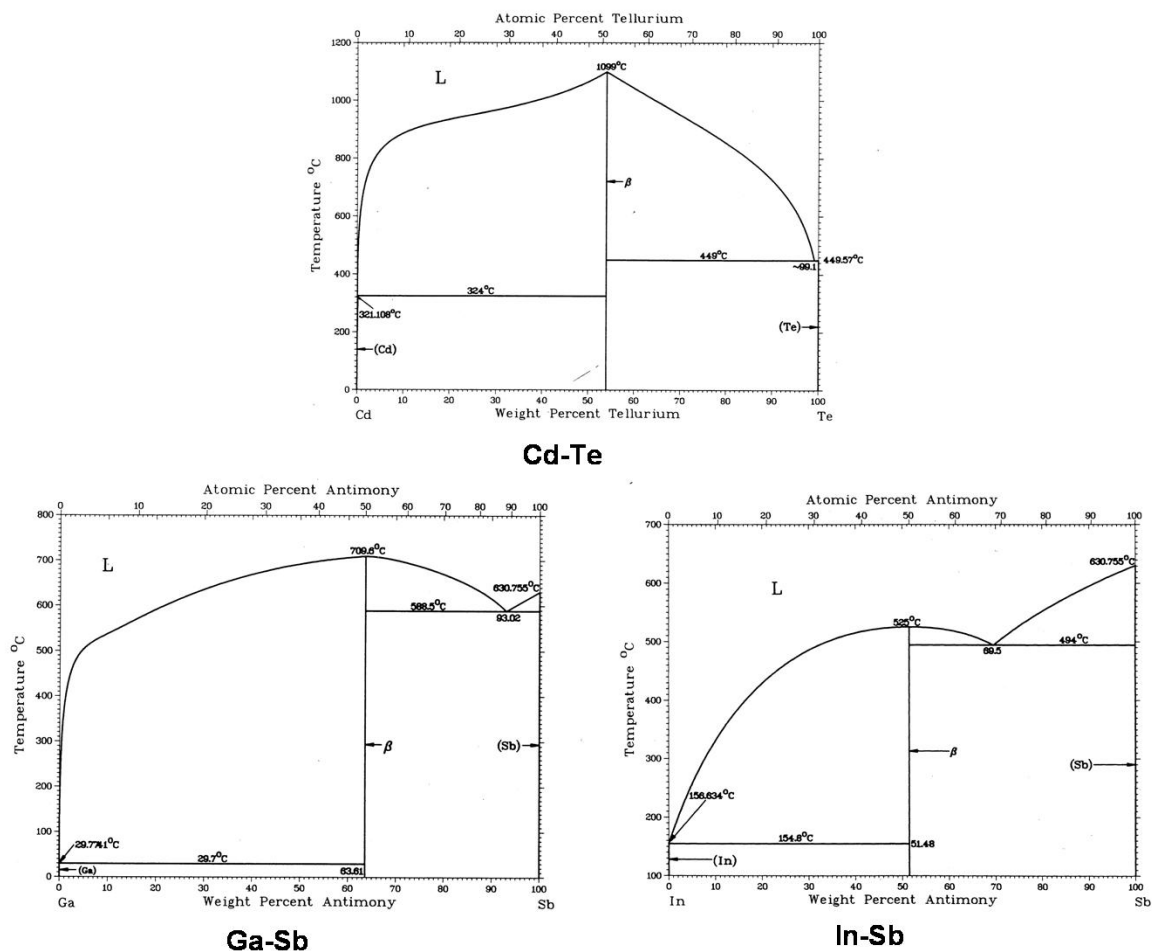 Atomic Percent Tellurium
0 10 20 30 40 50 60 70 80 90 100
1200
1000
800
600
400
200
0
Temperature °C
L
1099°C
β
449°C
449.57°C
~99.1
324°C
321.108°C
(Te)
(Cd)
0 10 20 30 40 50 60 70 80 90 100
Cd Weight Percent Tellurium Te
Cd-Te
Atomic Percent Antimony
0 10 20 30 40 50 60 70 80 90 100
800
700
600
500
400
300
200
100
0
Temperature °C
L
709.6°C
630.755°C
588.5°C
93.02
β
(Sb)
29.7741°C
29.7°C
(Ga)
63.61
0 10 20 30 40 50 60 70 80 90 100
Ga Weight Percent Antimony Sb
Ga-Sb
Atomic Percent Antimony
0 10 20 30 40 50 60 70 80 90 100
700
600
500
400
300
200
100
Temperature °C
L
630.755°C
525°C
494°C
69.5
β
(Sb)
156.634°C
154.8°C
51.48
(In)
0 10 20 30 40 50 60 70 80 90 100
In Weight Percent Antimony Sb
In-Sb